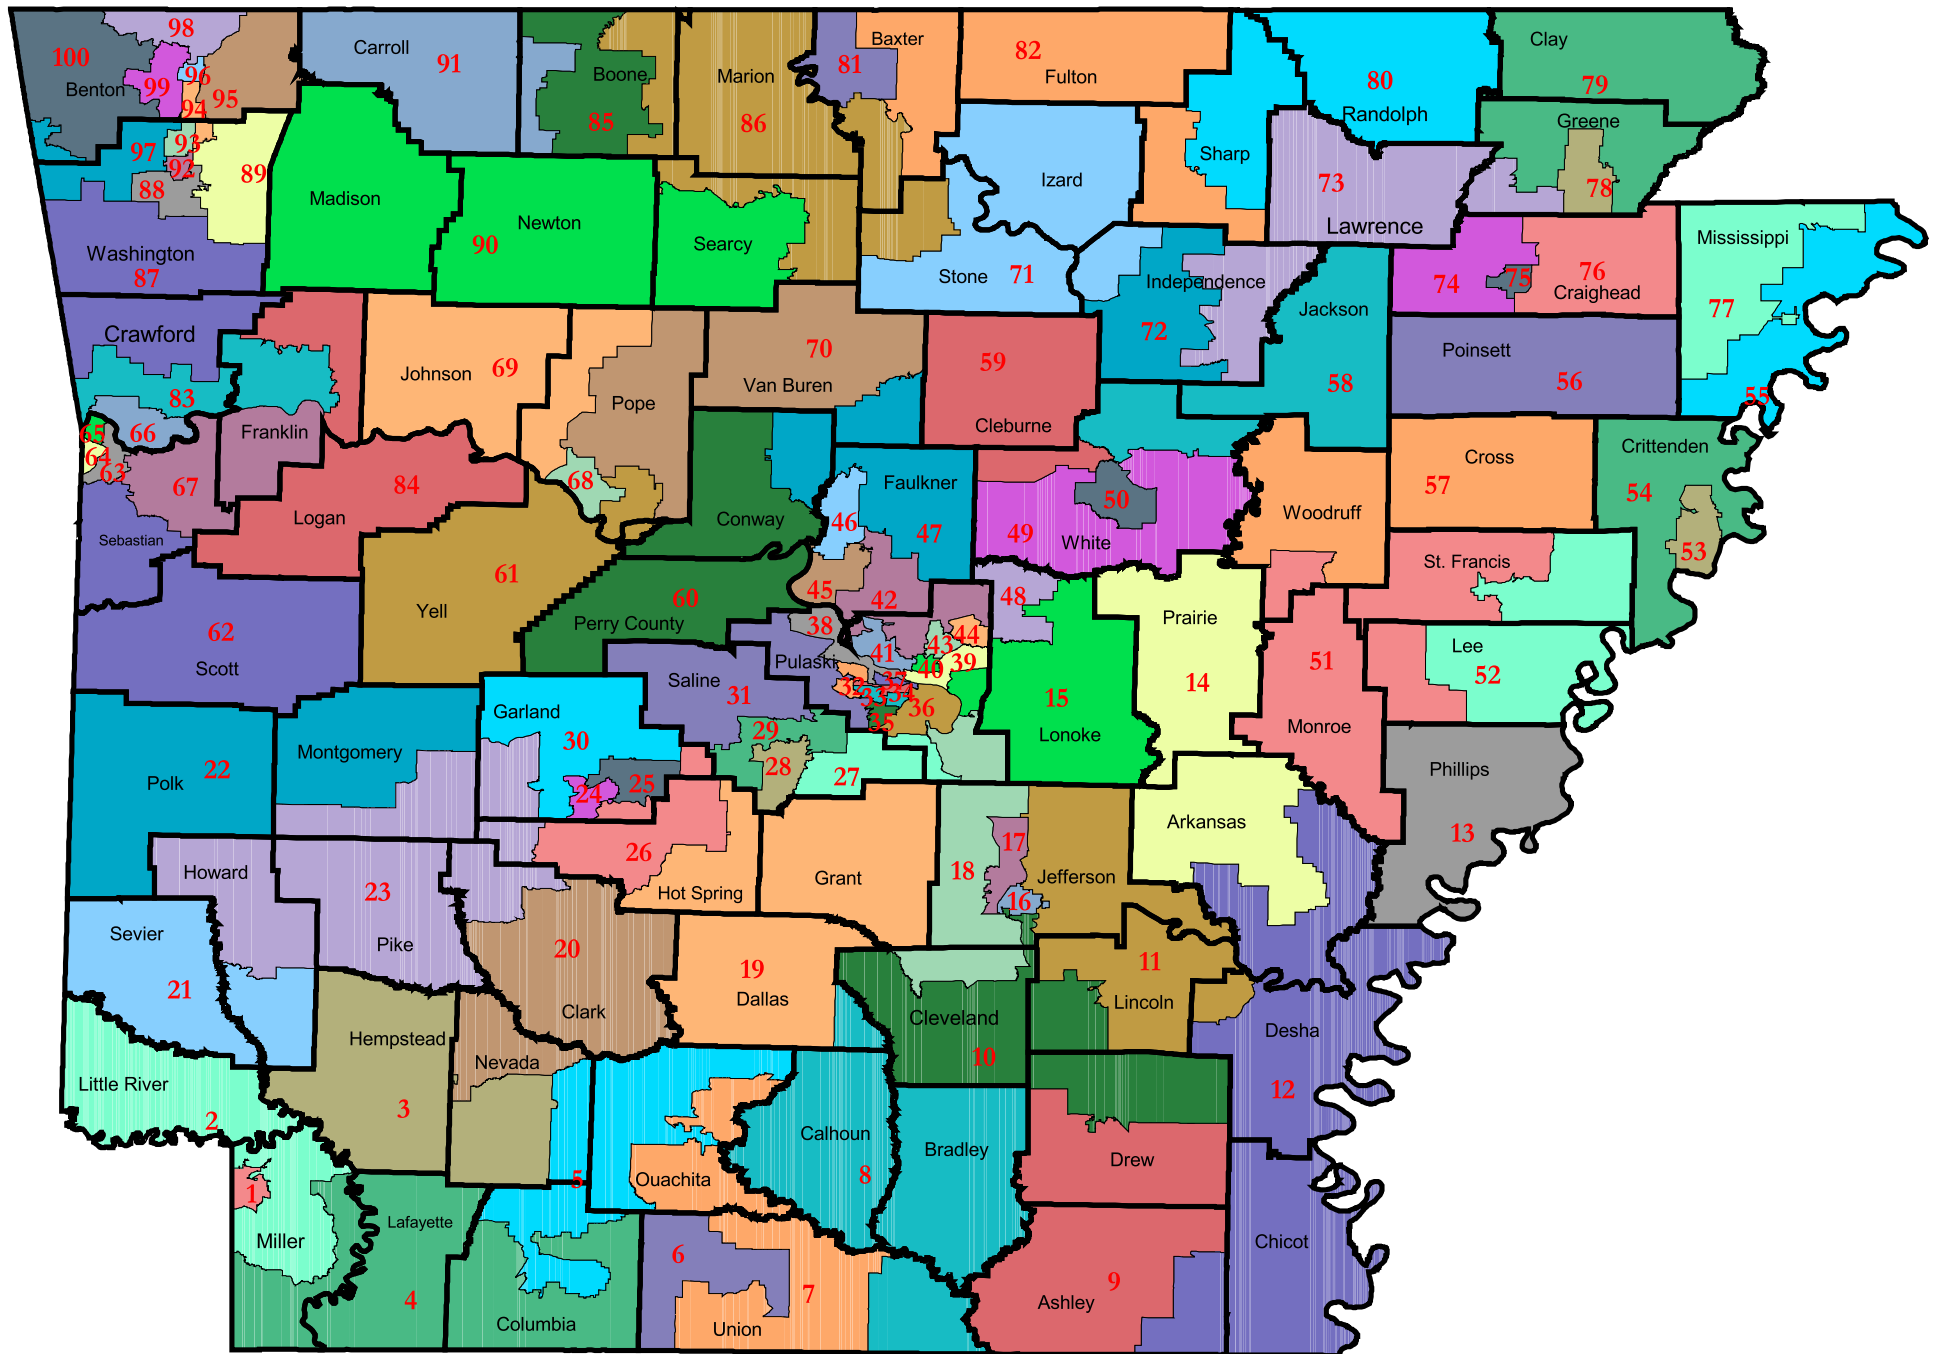 98
Carroll
91
Baxter
82
Fulton
Clay
100
Benton
99
96
95
94
Boone
85
Marion
86
81
80
Randolph
79
Greene
97
93
92
88
89
Madison
Newton
90
Searcy
Izard
Sharp
73
Lawrence
78
Washington
87
Stone
71
Independence
72
Jackson
58
74
75
76
Craighead
Mississippi
77
Crawford
83
Johnson
69
Pope
70
Van Buren
59
Cleburne
Poinsett
56
55
65
66
64
63
67
Franklin
84
Logan
68
Conway
Faulkner
46
47
49
50
White
Woodruff
Cross
57
Crittenden
54
53
Sebastian
61
Yell
60
Perry County
45
42
48
St. Francis
62
Scott
38
Pulaski
41
43
44
40
39
Prairie
14
51
Monroe
Lee
52
Saline
31
32
37
33
34
35
36
15
Lonoke
Polk
22
Montgomery
Garland
30
29
28
27
24
25
Phillips
13
Howard
23
Pike
26
Hot Spring
Grant
18
17
16
Jefferson
Arkansas
Sevier
21
20
Clark
19
Dallas
Cleveland
10
11
Lincoln
Desha
12
Little River
2
Hempstead
3
Nevada
5
Ouachita
Calhoun
8
Bradley
Drew
1
Miller
Lafayette
4
Columbia
6
7
Union
9
Ashley
Chicot